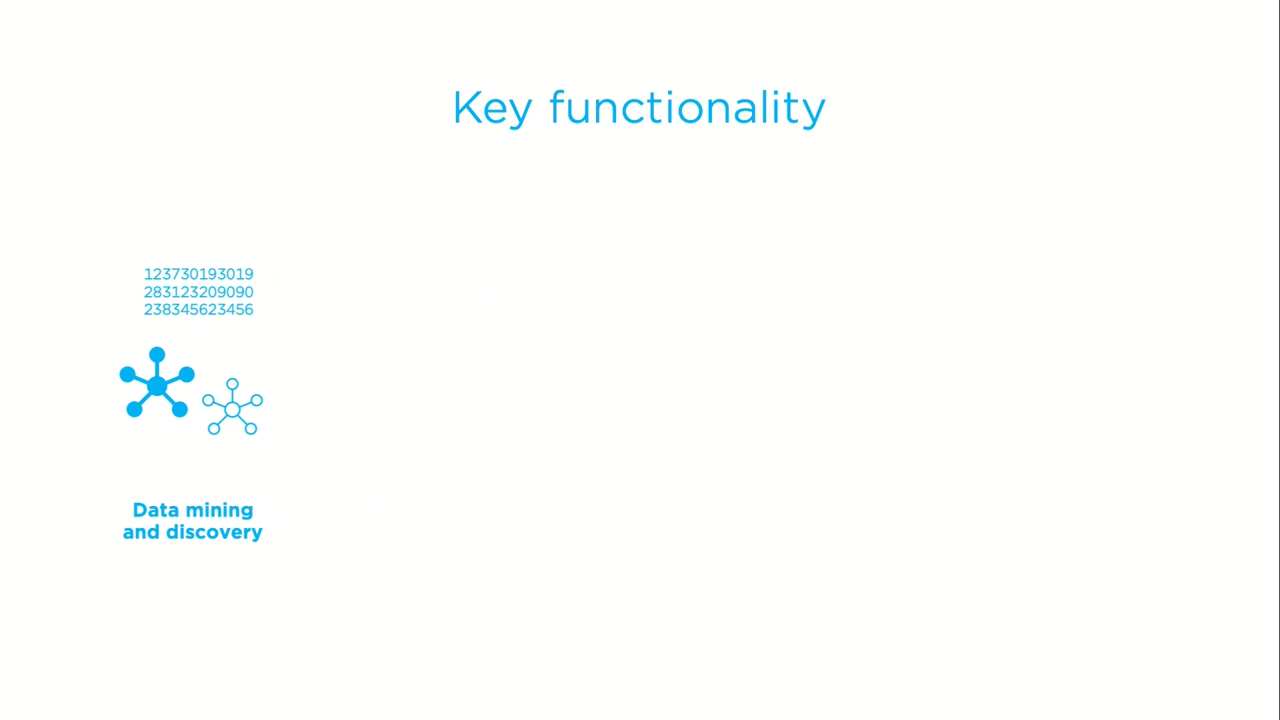 Key functionality
123730193019
283123209090
238345623456
Data mining
and discovery